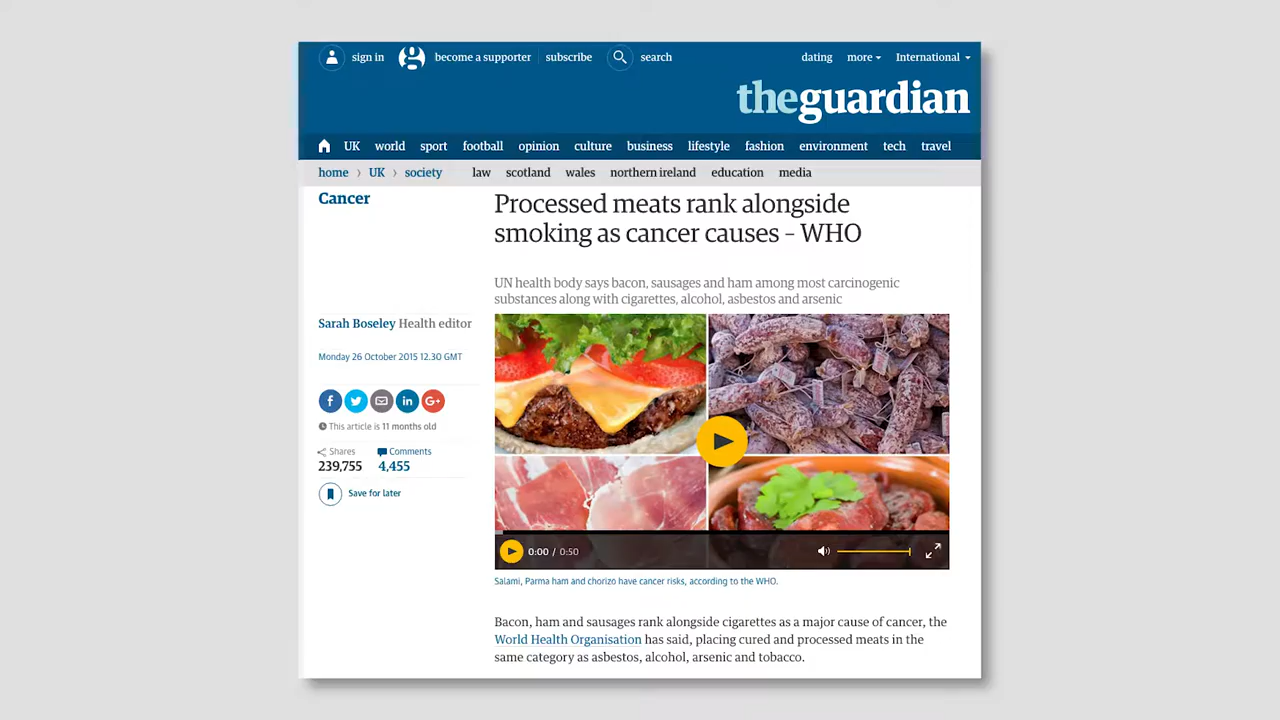 sign in
become a supporter
subscribe
search
dating
more
International
theguardian
UK world sport football opinion culture business lifestyle fashion environment tech travel
home › UK › society law scotland wales northern ireland education media
Cancer
Processed meats rank alongside
smoking as cancer causes – WHO
UN health body says bacon, sausages and ham among most carcinogenic
substances along with cigarettes, alcohol, asbestos and arsenic
Sarah Boseley Health editor
Monday 26 October 2015 12.30 GMT
f in G+
This article is 11 months old
Shares Comments
239,755 4,455
Save for later
0:00 / 0:50
Salami, Parma ham and chorizo have cancer risks, according to the WHO.
Bacon, ham and sausages rank alongside cigarettes as a major cause of cancer, the
World Health Organisation has said, placing cured and processed meats in the
same category as asbestos, alcohol, arsenic and tobacco.